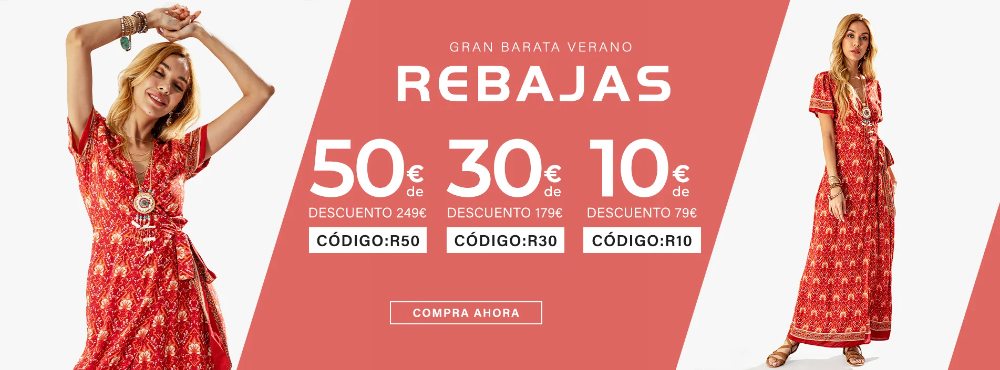 GRAN BARATA VERANO
REBAJAS
50€ de
DESCUENTO 249€
CÓDIGO:R50
30€ de
DESCUENTO 179€
CÓDIGO:R30
10€ de
DESCUENTO 79€
CÓDIGO:R10
COMPRA AHORA